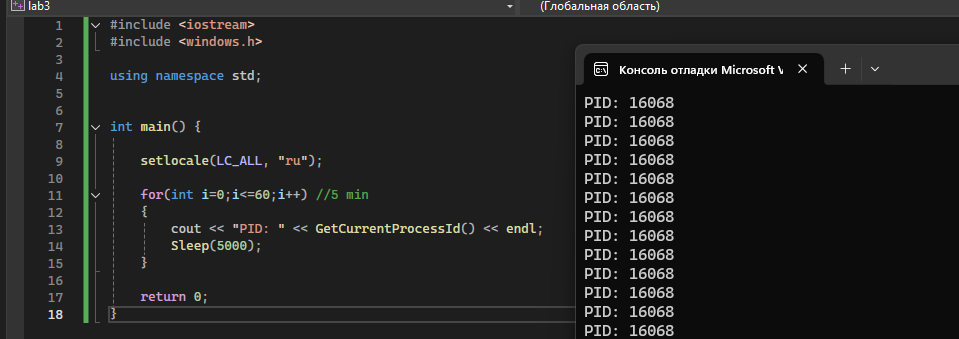 lab3
(Глобальная область)
1 #include <iostream>
2 #include <windows.h>
3
4 using namespace std;
5
6
7 int main() {
8
9 setlocale(LC_ALL, "ru");
10
11 for(int i=0;i<=60;i++) //5 min
12 {
13 cout << "PID: " << GetCurrentProcessId() << endl;
14 Sleep(5000);
15 }
16
17 return 0;
18 }
Консоль отладки Microsoft V
PID: 16068
PID: 16068
PID: 16068
PID: 16068
PID: 16068
PID: 16068
PID: 16068
PID: 16068
PID: 16068
PID: 16068
PID: 16068
PID: 16068
PID: 16068